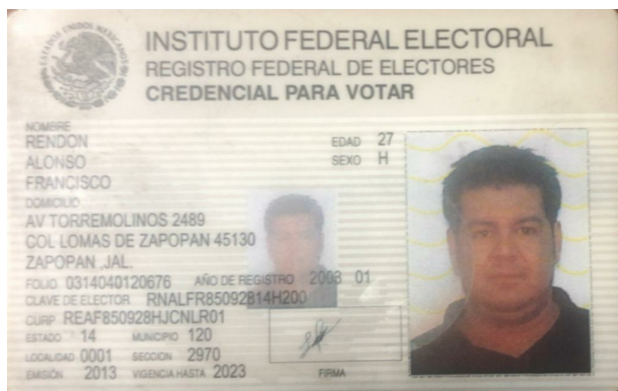 INSTITUTO FEDERAL ELECTORAL
REGISTRO FEDERAL DE ELECTORES
CREDENCIAL PARA VOTAR
NOMBRE
RENDON
ALONSO
FRANCISCO
EDAD 27
SEXO H
DOMICILIO
AV TORREMOLINOS 2489
COL LOMAS DE ZAPOPAN 45130
ZAPOPAN ,JAL.
FOLIO 0314040120676 AÑO DE REGISTRO 2003 01
CLAVE DE ELECTOR RNALFR85092814H200
CURP REAF850928HJCNLR01
ESTADO 14 MUNICIPIO 120
LOCALIDAD 0001 SECCION 2970
EMISIÓN 2013 VIGENCIA HASTA 2023
FIRMA